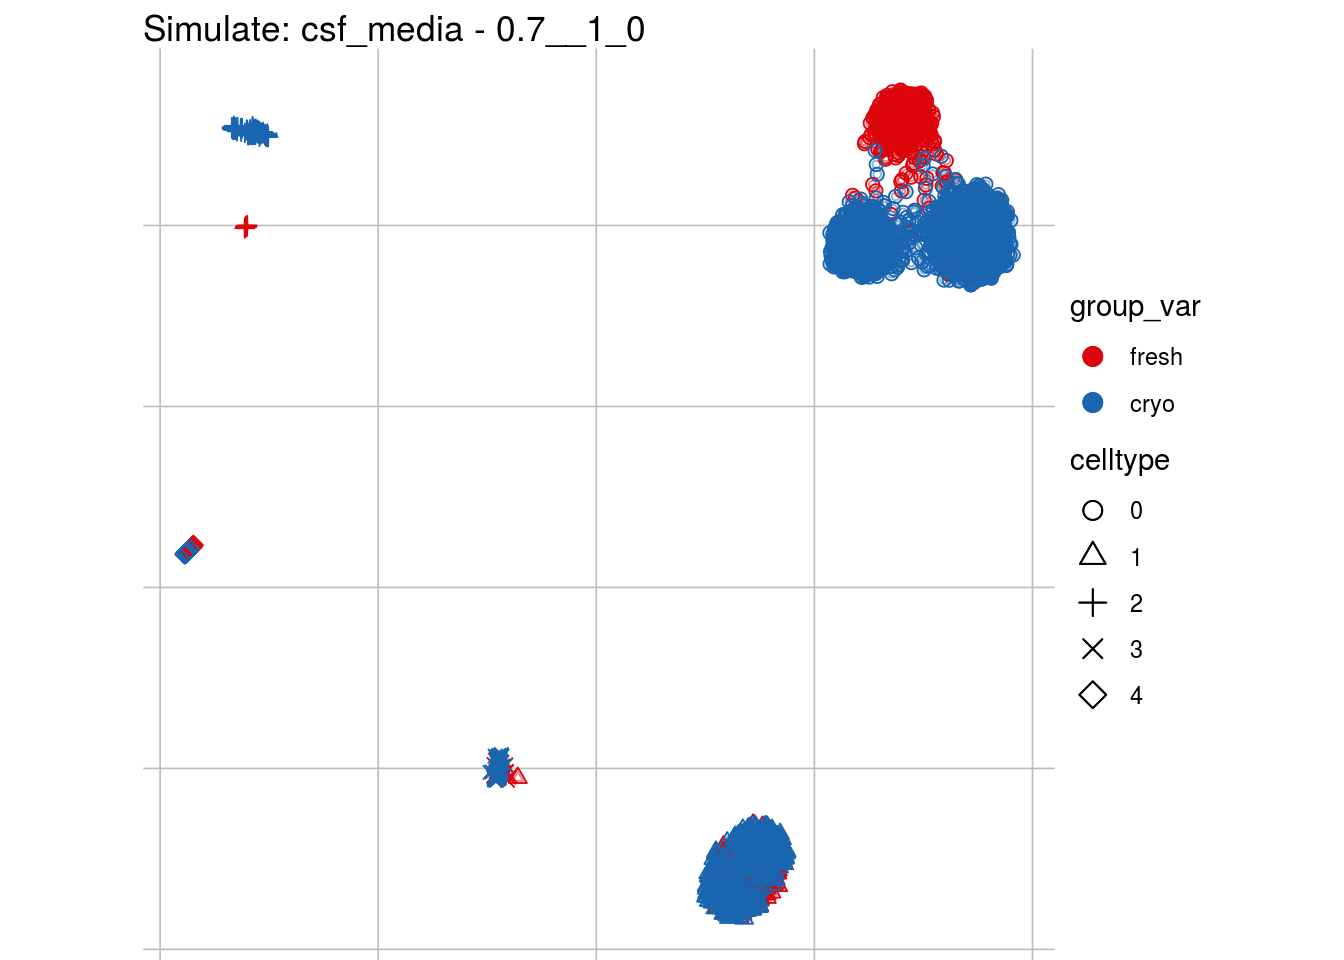 Simulate: csf_media - 0.7__1_0
group_var
fresh
cryo
celltype
0
1
2
3
4